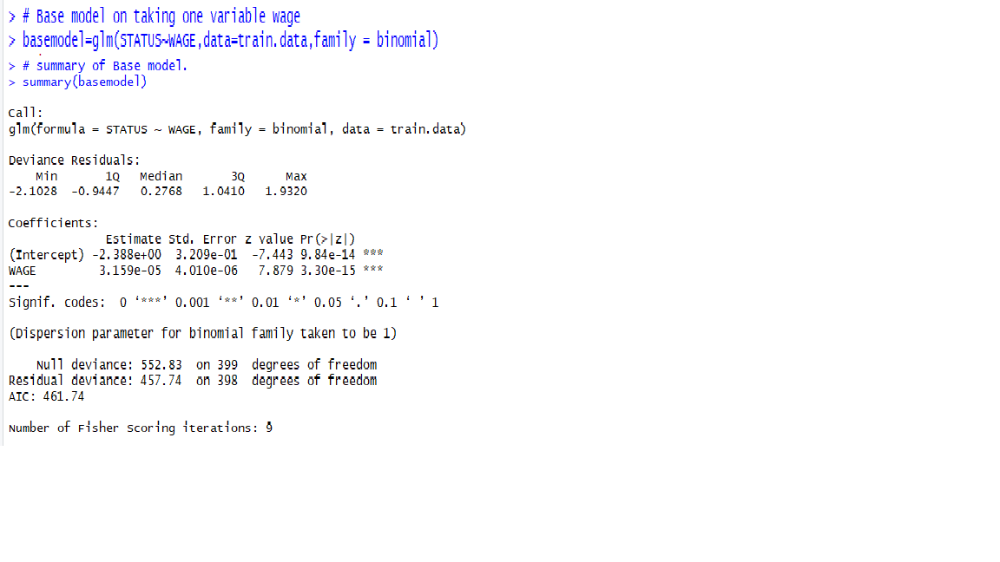 > # Base model on taking one variable wage
> basemodel=glm(STATUS~WAGE,data=train.data,family = binomial)
> # summary of Base model.
> summary(basemodel)
Call:
glm(formula = STATUS ~ WAGE, family = binomial, data = train.data)
Deviance Residuals:
Min 1Q Median 3Q Max
-2.1028 -0.9447 0.2768 1.0410 1.9320
Coefficients:
Estimate Std. Error z value Pr(>|z|)
(Intercept) -2.388e+00 3.209e-01 -7.443 9.84e-14 ***
WAGE 3.159e-05 4.010e-06 7.879 3.30e-15 ***
---
Signif. codes: 0 ‘***’ 0.001 ‘**’ 0.01 ‘*’ 0.05 ‘.’ 0.1 ‘ ’ 1
(Dispersion parameter for binomial family taken to be 1)
Null deviance: 552.83 on 399 degrees of freedom
Residual deviance: 457.74 on 398 degrees of freedom
AIC: 461.74
Number of Fisher Scoring iterations: 9